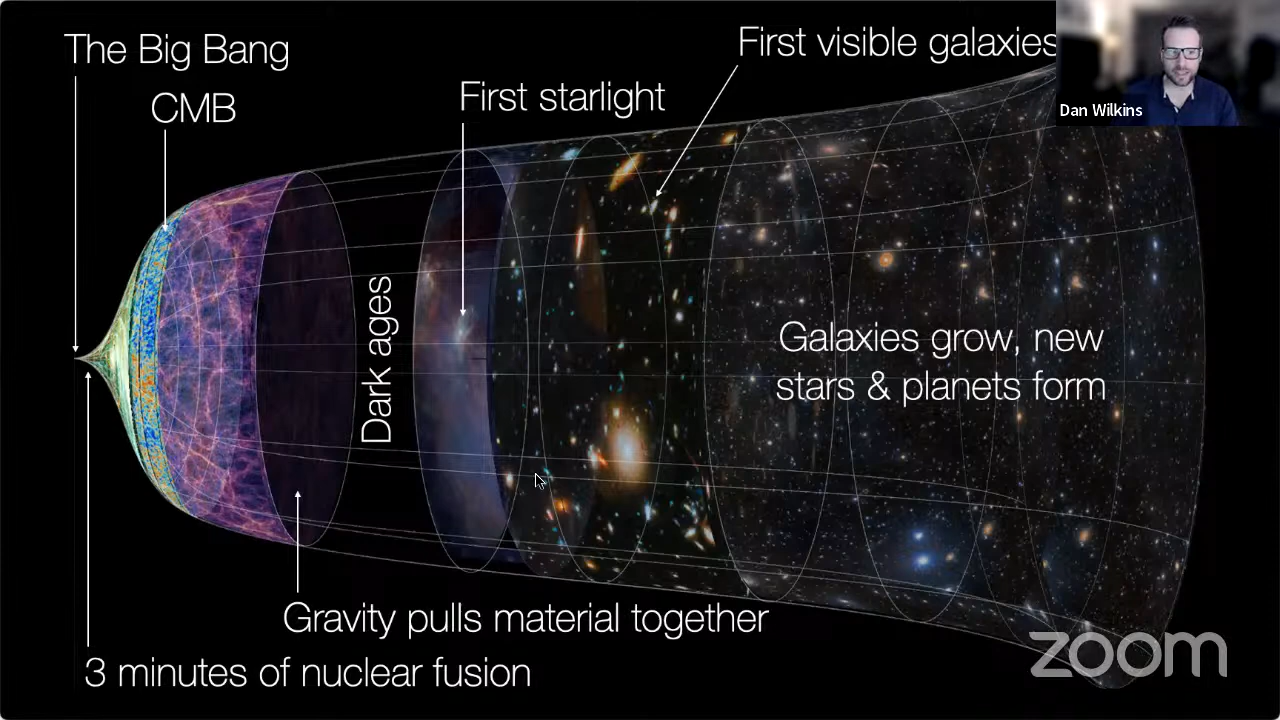 The Big Bang
CMB
First starlight
First visible galaxies
Dan Wilkins
Dark ages
Galaxies grow, new
stars & planets form
Gravity pulls material together
3 minutes of nuclear fusion
zoom